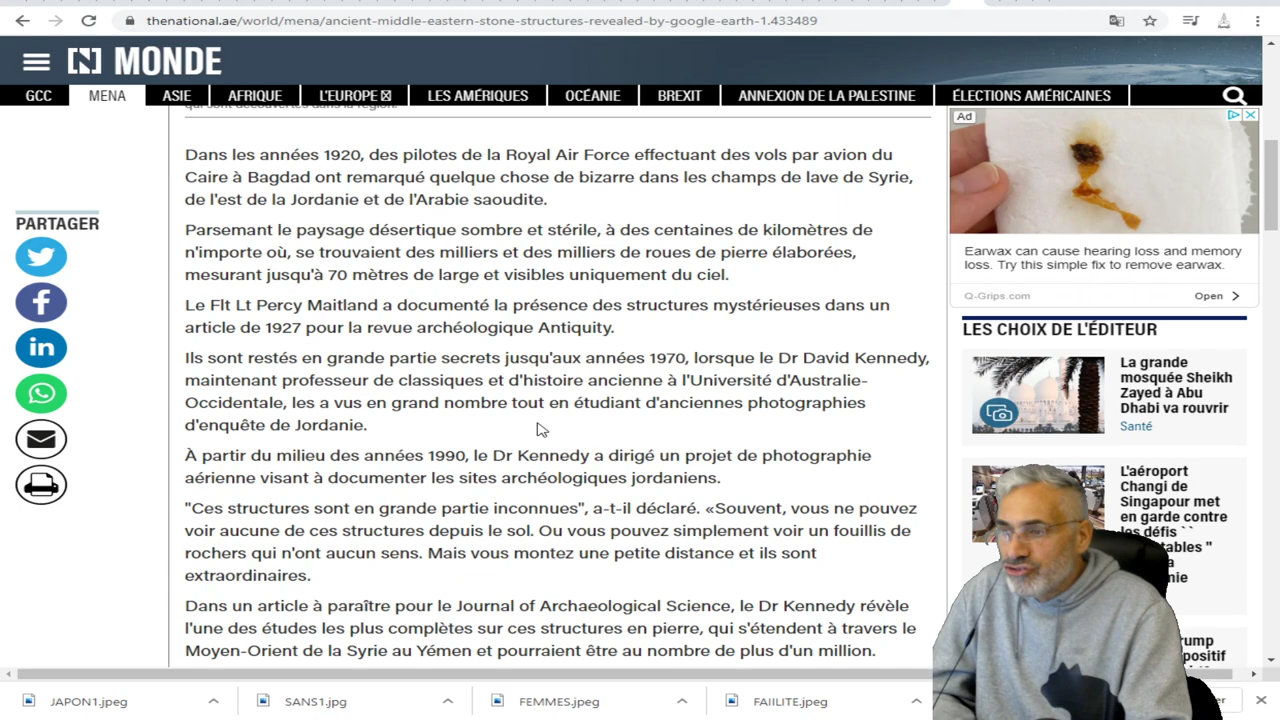 thenational.ae/world/mena/ancient-middle-eastern-stone-structures-revealed-by-google-earth-1.433489
MONDE
GCC
MENA
ASIE
AFRIQUE
L'EUROPE
LES AMÉRIQUES
OCÉANIE
BREXIT
ANNEXION DE LA PALESTINE
ÉLECTIONS AMÉRICAINES
qui sont découvertes dans la région.
Dans les années 1920, des pilotes de la Royal Air Force effectuant des vols par avion du
Caire à Bagdad ont remarqué quelque chose de bizarre dans les champs de lave de Syrie,
de l'est de la Jordanie et de l'Arabie saoudite.
Parsemant le paysage désertique sombre et stérile, à des centaines de kilomètres de
n'importe où, se trouvaient des milliers et des milliers de roues de pierre élaborées,
mesurant jusqu'à 70 mètres de large et visibles uniquement du ciel.
Le Flt Lt Percy Maitland a documenté la présence des structures mystérieuses dans un
article de 1927 pour la revue archéologique Antiquity.
Ils sont restés en grande partie secrets jusqu'aux années 1970, lorsque le Dr David Kennedy,
maintenant professeur de classiques et d'histoire ancienne à l'Université d'Australie-
Occidentale, les a vus en grand nombre tout en étudiant d'anciennes photographies
d'enquête de Jordanie.
À partir du milieu des années 1990, le Dr Kennedy a dirigé un projet de photographie
aérienne visant à documenter les sites archéologiques jordaniens.
"Ces structures sont en grande partie inconnues", a-t-il déclaré. «Souvent, vous ne pouvez
voir aucune de ces structures depuis le sol. Ou vous pouvez simplement voir un fouillis de
rochers qui n'ont aucun sens. Mais vous montez une petite distance et ils sont
extraordinaires.
Dans un article à paraître pour le Journal of Archaeological Science, le Dr Kennedy révèle
l'une des études les plus complètes sur ces structures en pierre, qui s'étendent à travers le
Moyen-Orient de la Syrie au Yémen et pourraient être au nombre de plus d'un million.
PARTAGER
Ad
Earwax can cause hearing loss and memory
loss. Try this simple fix to remove earwax.
Q-Grips.com
Open
LES CHOIX DE L'ÉDITEUR
La grande
mosquée Sheikh
Zayed à Abu
Dhabi va rouvrir
Santé
L'aéroport
Changi de
Singapour met
en garde contre
les défis ``
tables ''
a
mie
rump
positif
JAPON1.jpeg
SANS1.jpg
FEMMES.jpeg
FAIILITE.jpeg